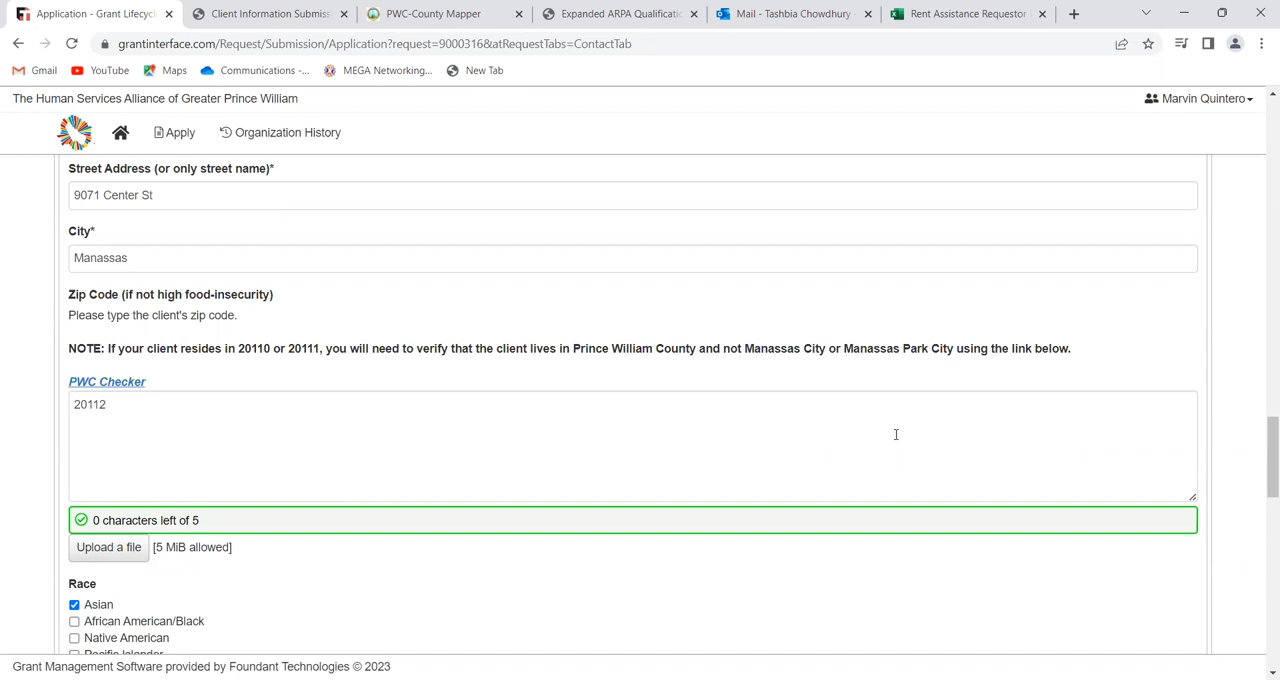 Application - Grant Lifecycl
Client Information Submiss
PWC-County Mapper
Expanded ARPA Qualificatio
Mail - Tashbia Chowdhury -
Rent Assistance Requestor
grantinterface.com/Request/Submission/Application?request=9000316&atRequestTabs=ContactTab
Gmail
YouTube
Maps
Communications -...
MEGA Networking...
New Tab
The Human Services Alliance of Greater Prince William
Marvin Quintero
Apply
Organization History
Street Address (or only street name)*
9071 Center St
City*
Manassas
Zip Code (if not high food-insecurity)
Please type the client's zip code.
NOTE: If your client resides in 20110 or 20111, you will need to verify that the client lives in Prince William County and not Manassas City or Manassas Park City using the link below.
PWC Checker
20112
0 characters left of 5
Upload a file [5 MiB allowed]
Race
Asian
African American/Black
Native American
Pacific Islander
Grant Management Software provided by Foundant Technologies © 2023